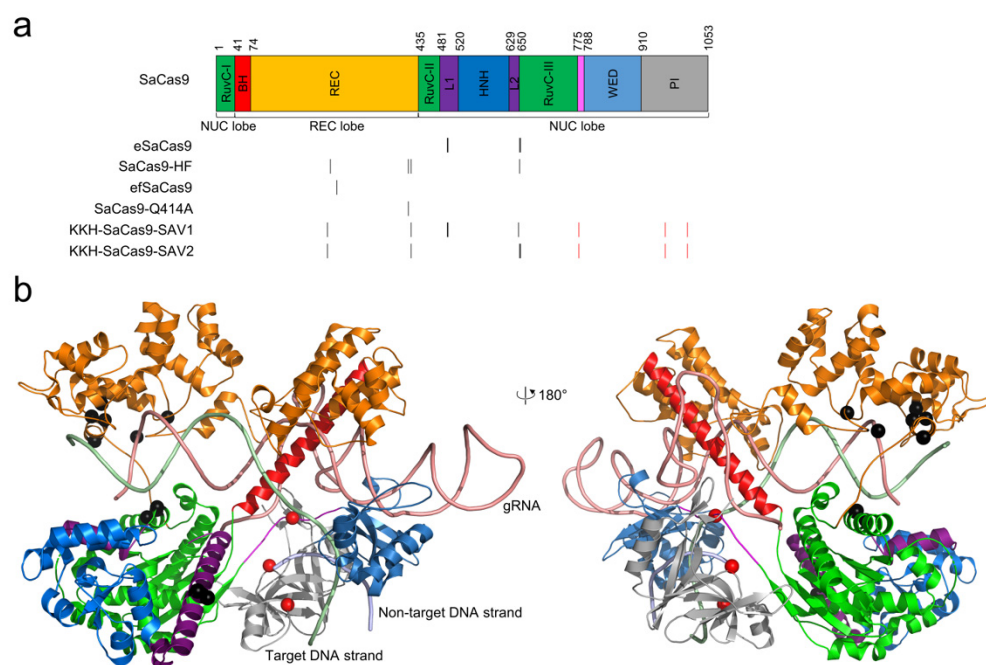 a
1 41 74 435 481 520 629 650 775 788 910 1053
SaCas9 RuvC-I BH REC RuvC-II L1 HNH L2 RuvC-III WED PI
NUC lobe REC lobe NUC lobe
eSaCas9
SaCas9-HF
efSaCas9
SaCas9-Q414A
KKH-SaCas9-SAV1
KKH-SaCas9-SAV2
b
180°
gRNA
Non-target DNA strand
Target DNA strand